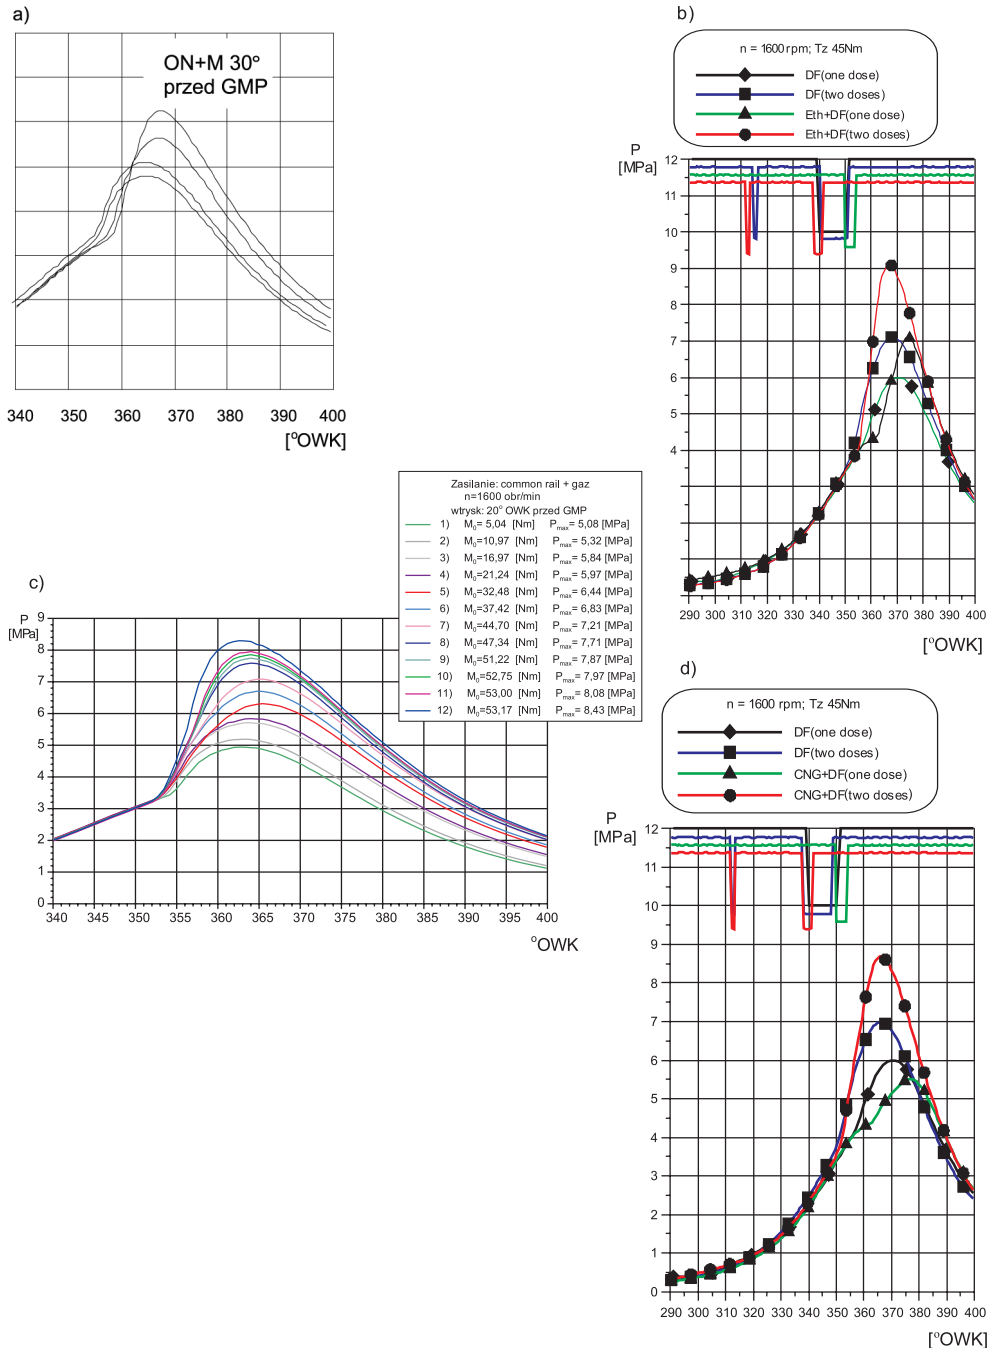 a)
ON+M 30°
przed GMP
340 350 360 370 380 390 400
[°OWK]
b)
n = 1600 rpm; Tz 45Nm
DF(one dose)
DF(two doses)
Eth+DF(one dose)
Eth+DF(two doses)
P
[MPa]
12
11
10
9
8
7
6
5
4
290 300 310 320 330 340 350 360 370 380 390 400
[°OWK]
Zasilanie: common rail + gaz
n=1600 obr/min
wtrysk: 20° OWK przed GMP
1) M₀= 5,04 [Nm] Pmax= 5,08 [MPa]
2) M₀=10,97 [Nm] Pmax= 5,32 [MPa]
3) M₀=16,97 [Nm] Pmax= 5,84 [MPa]
4) M₀=21,24 [Nm] Pmax= 5,97 [MPa]
5) M₀=32,48 [Nm] Pmax= 6,44 [MPa]
6) M₀=37,42 [Nm] Pmax= 6,83 [MPa]
7) M₀=44,70 [Nm] Pmax= 7,21 [MPa]
8) M₀=47,34 [Nm] Pmax= 7,71 [MPa]
9) M₀=51,22 [Nm] Pmax= 7,87 [MPa]
10) M₀=52,75 [Nm] Pmax= 7,97 [MPa]
11) M₀=53,00 [Nm] Pmax= 8,08 [MPa]
12) M₀=53,17 [Nm] Pmax= 8,43 [MPa]
c)
P
[MPa]
9
8
7
6
5
4
3
2
1
0
340 345 350 355 360 365 370 375 380 385 390 395 400
°OWK
d)
n = 1600 rpm; Tz 45Nm
DF(one dose)
DF(two doses)
CNG+DF(one dose)
CNG+DF(two doses)
P
[MPa]
12
11
10
9
8
7
6
5
4
3
2
1
0
290 300 310 320 330 340 350 360 370 380 390 400
[°OWK]